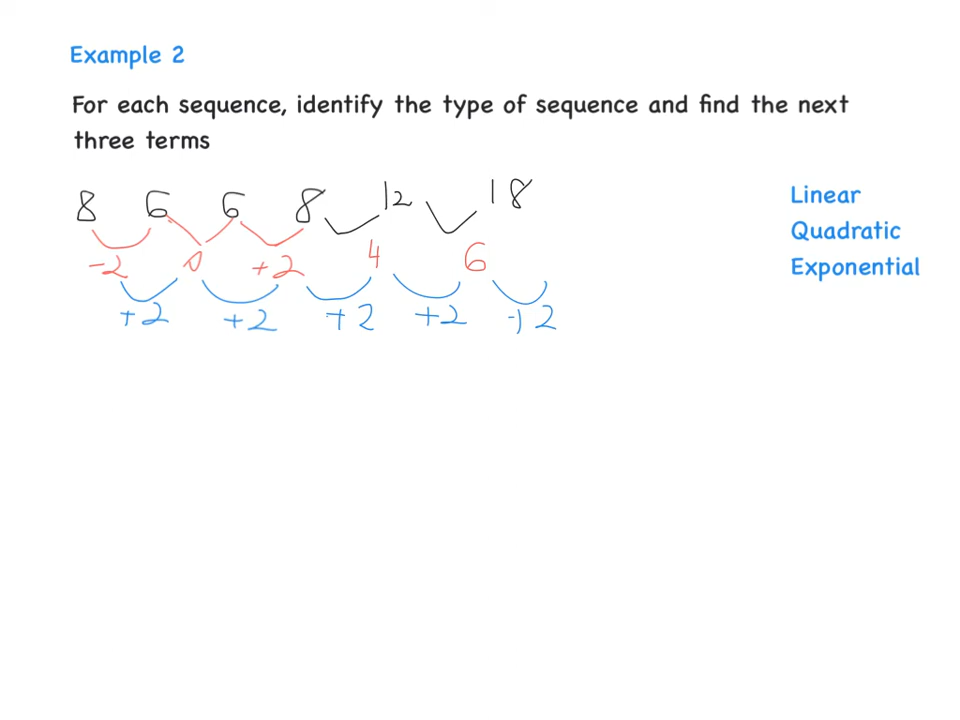 Example 2
For each sequence, identify the type of sequence and find the next
three terms
8 6 6 8 12 18
-2 0 +2 4 6
+2 +2 +2 +2 +2
Linear
Quadratic
Exponential